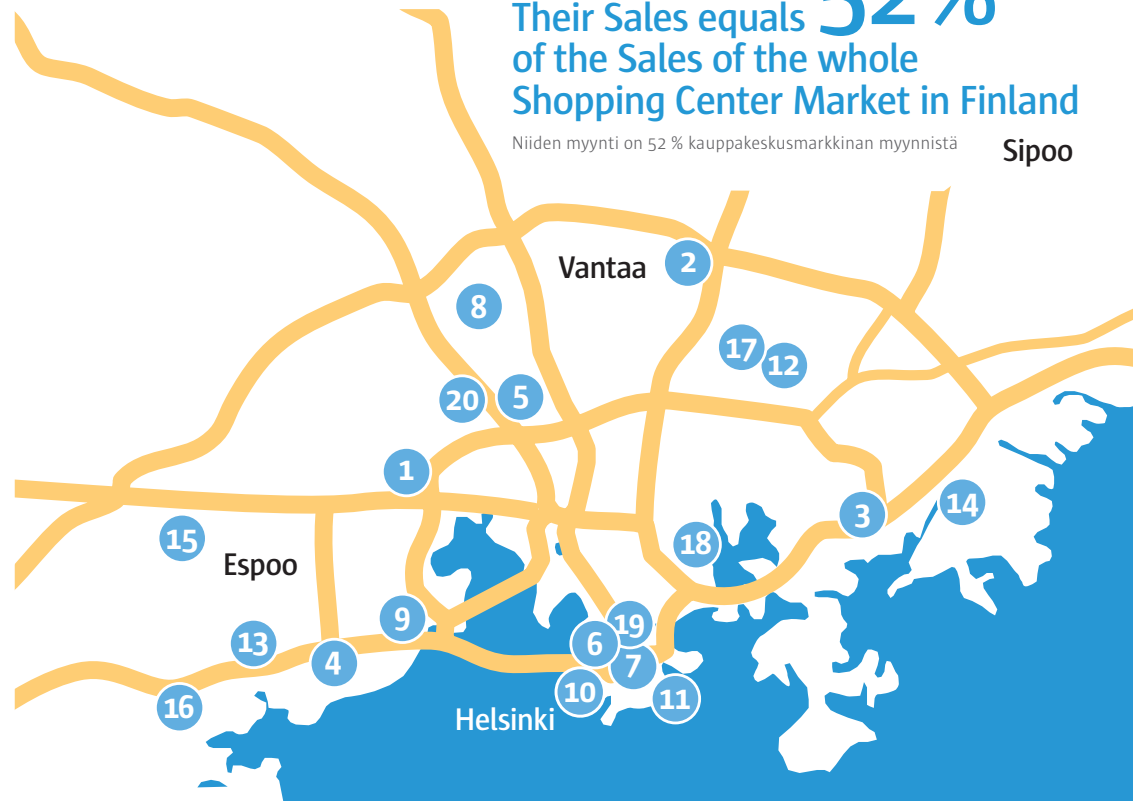 Their Sales equals 52 %
of the Sales of the whole
Shopping Center Market in Finland
Niiden myynti on 52 % kauppakeskusmarkkinan myynnistä
Sipoo
Vantaa
2
8
17
12
20
5
1
3
14
15
18
Espoo
9
19
13
6
4
7
10
11
16
Helsinki